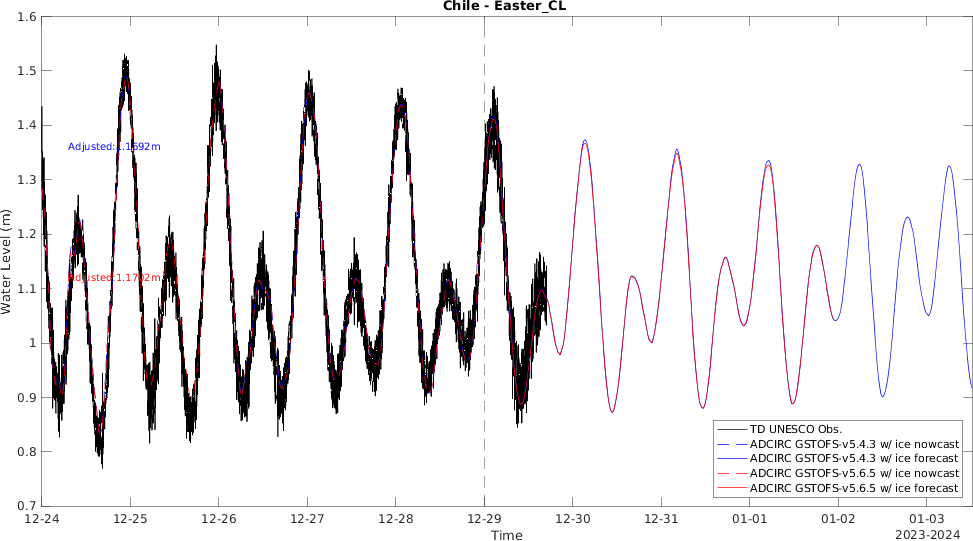 Chile - Easter_CL
1.6
1.5
1.4
1.3
1.2
1.1
1
0.9
0.8
0.7
Water Level (m)
Adjusted:1.1692m
Adjusted:1.1702m
TD UNESCO Obs.
ADCIRC GSTOFS-v5.4.3 w/ ice nowcast
ADCIRC GSTOFS-v5.4.3 w/ ice forecast
ADCIRC GSTOFS-v5.6.5 w/ ice nowcast
ADCIRC GSTOFS-v5.6.5 w/ ice forecast
12-24 12-25 12-26 12-27 12-28 12-29 12-30 12-31 01-01 01-02 01-03
Time
2023-2024